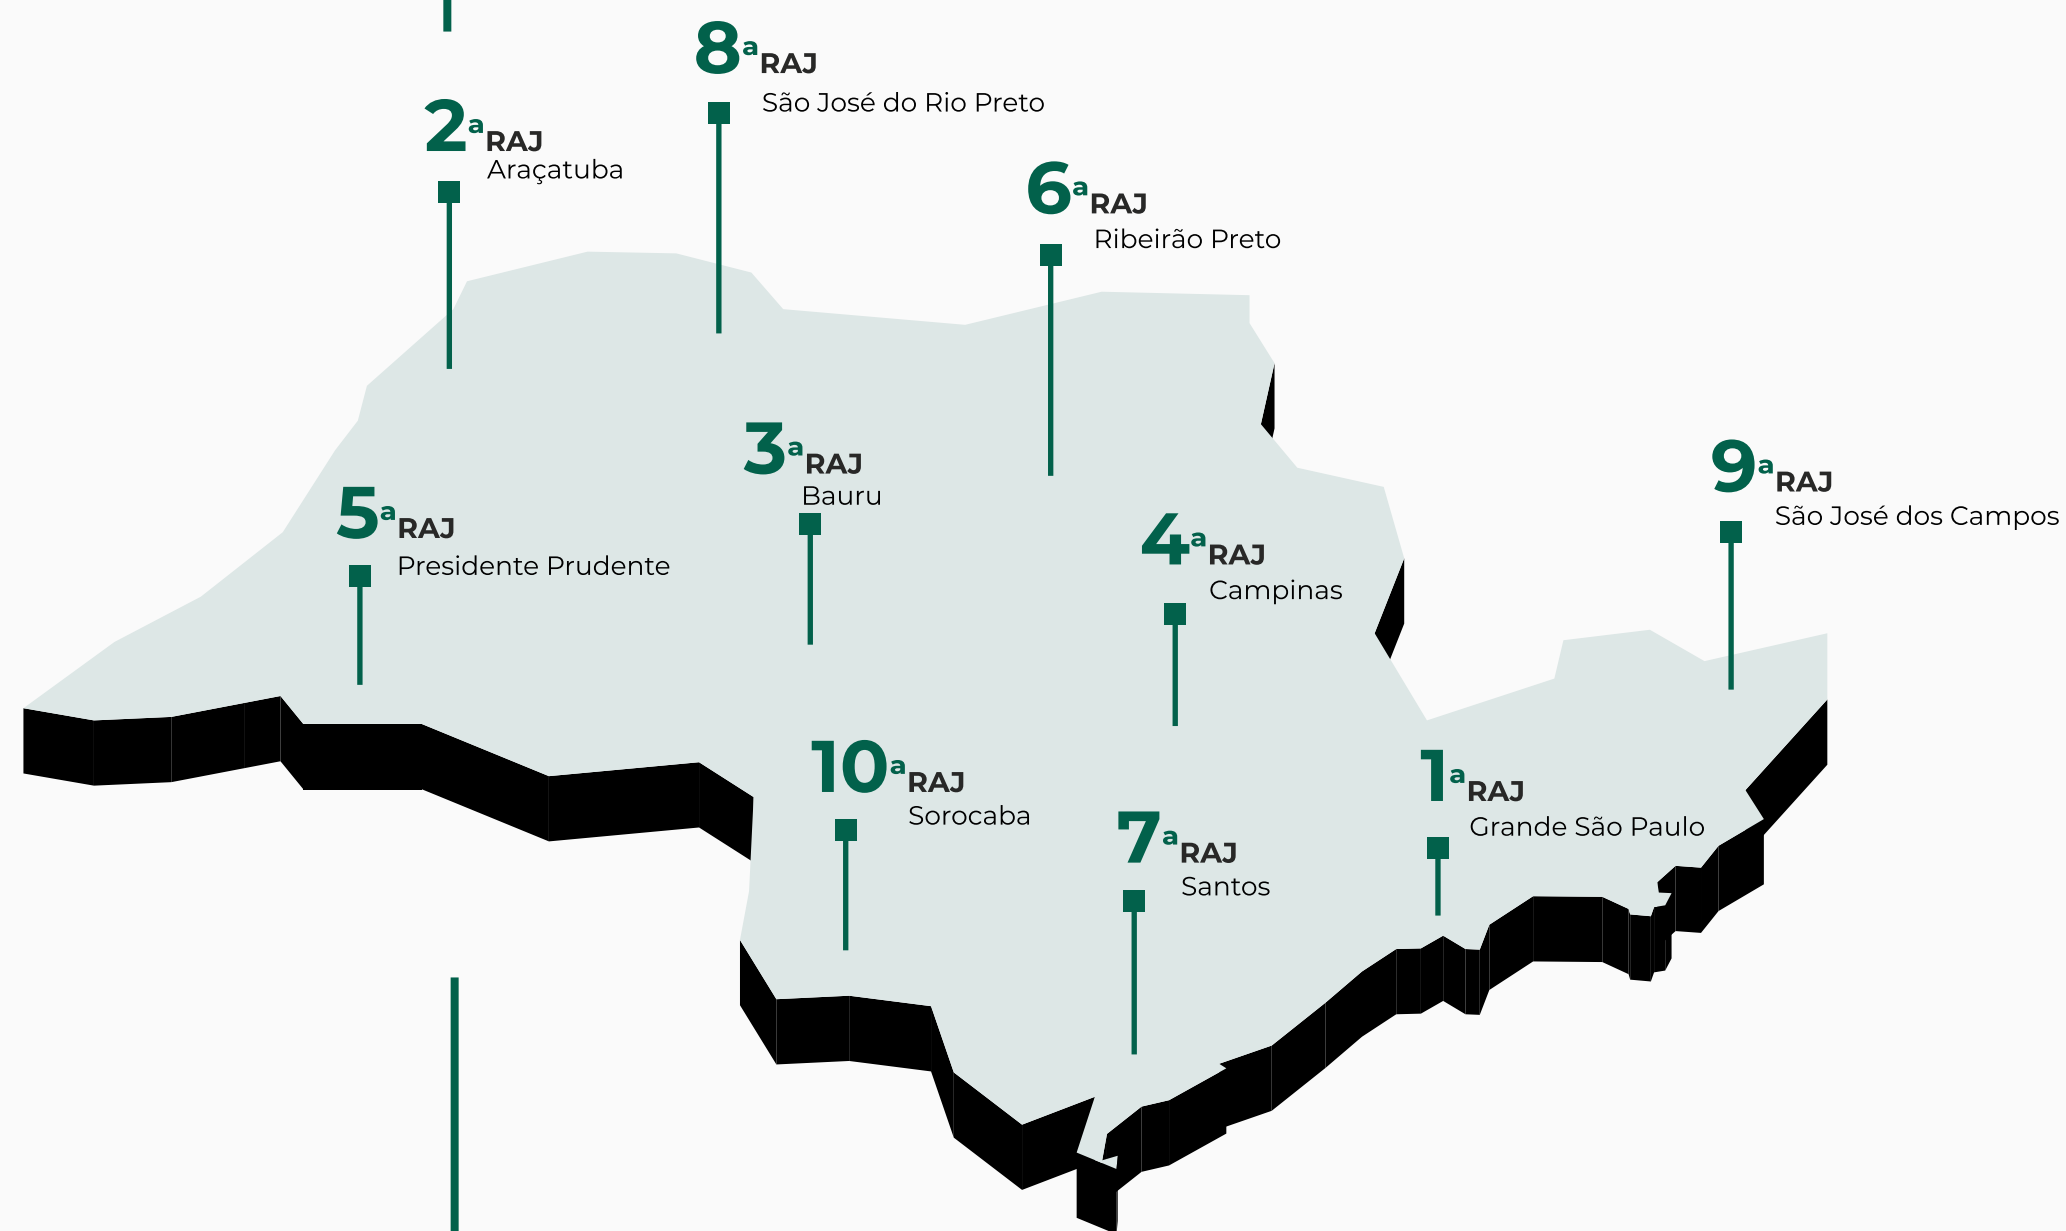 8ª RAJ
São José do Rio Preto
2ª RAJ
Araçatuba
6ª RAJ
Ribeirão Preto
3ª RAJ
Bauru
9ª RAJ
São José dos Campos
5ª RAJ
Presidente Prudente
4ª RAJ
Campinas
10ª RAJ
Sorocaba
1ª RAJ
Grande São Paulo
7ª RAJ
Santos